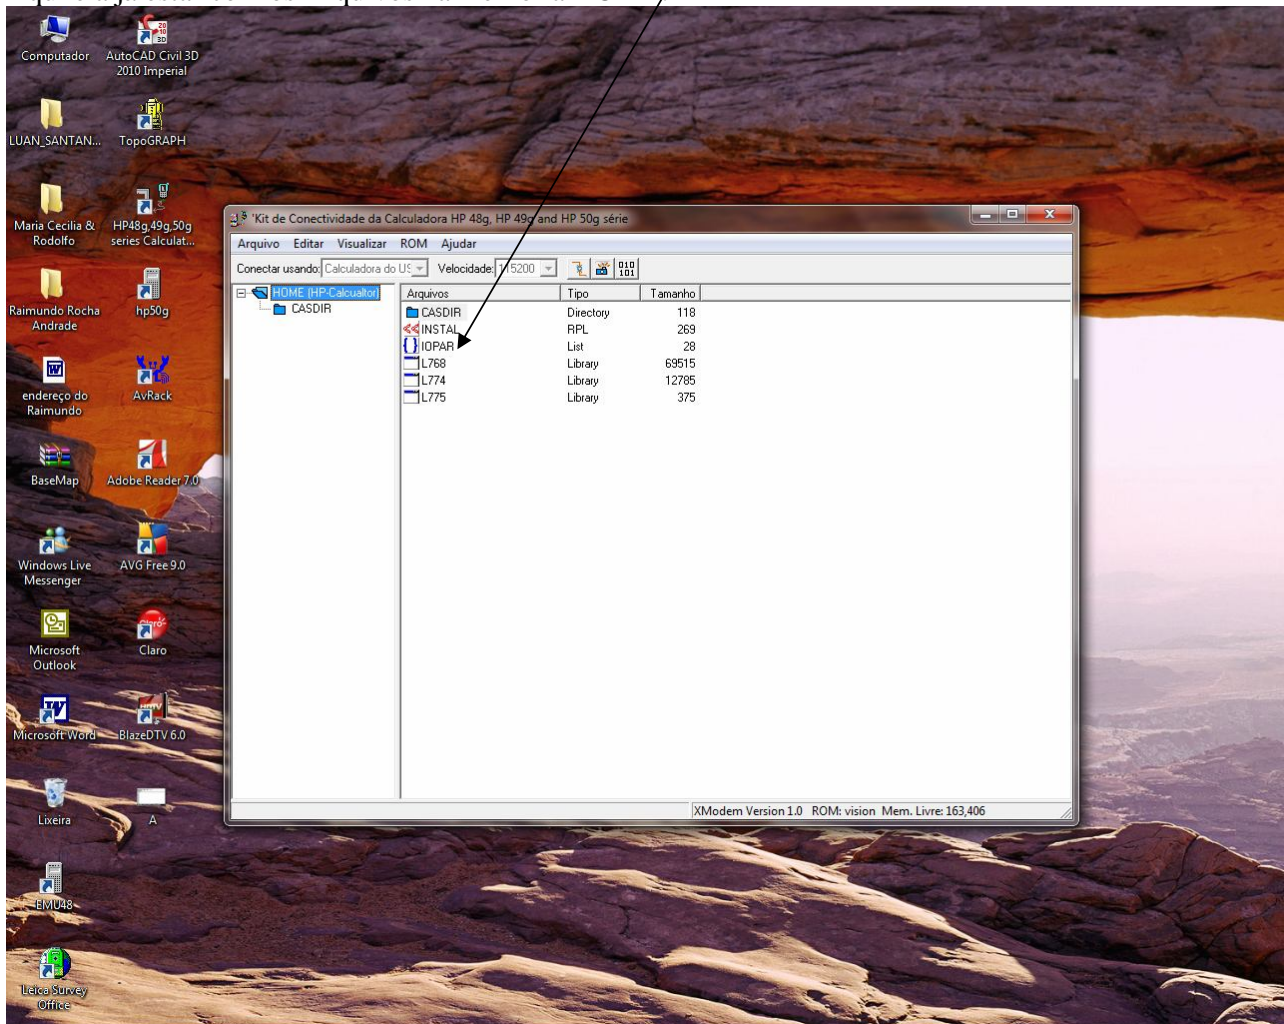 Computador
AutoCAD Civil 3D
2010 Imperial
LUAN_SANTAN...
TopoGRAPH
Maria Cecilia &
Rodolfo
HP48g,49g,50g
series Calculat...
Raimundo Rocha
Andrade
hp50g
endereço do
Raimundo
AvRack
BaseMap
Adobe Reader 7.0
Windows Live
Messenger
AVG Free 9.0
Microsoft
Outlook
Claro
Microsoft Word
BlazeDTV 6.0
Lixeira
A
EMU48
Leica Survey
Office
'Kit de Conectividade da Calculadora HP 48g, HP 49g and HP 50g série
Arquivo Editar Visualizar ROM Ajudar
Conectar usando: Calculadora do US Velocidade: 115200
HOME (HP-Calcualtor)
CASDIR
Arquivos Tipo Tamanho
CASDIR Directory 118
INSTAL RPL 269
IOPAR List 28
L768 Library 69515
L774 Library 12785
L775 Library 375
XModem Version 1.0 ROM: vision Mem. Livre: 163,406